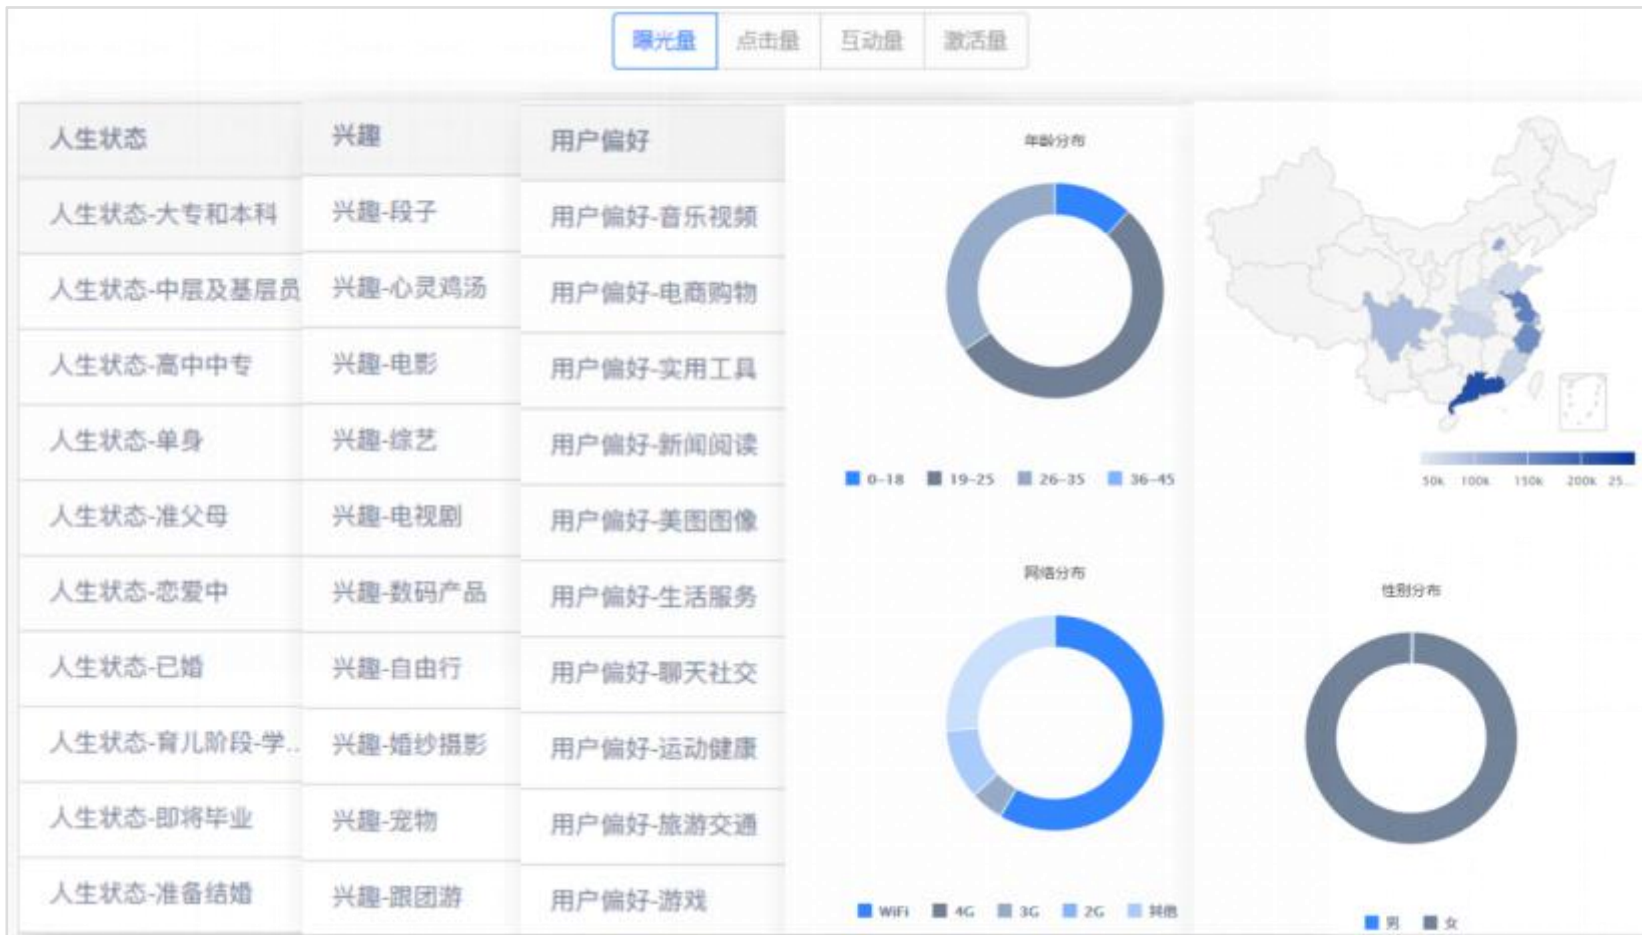 曝光量 点击量 互动量 激活量
人生状态
人生状态-大专和本科
人生状态-中层及基层员
人生状态-高中中专
人生状态-单身
人生状态-准父母
人生状态-恋爱中
人生状态-已婚
人生状态-育儿阶段-学...
人生状态-即将毕业
人生状态-准备结婚
兴趣
兴趣-段子
兴趣-心灵鸡汤
兴趣-电影
兴趣-综艺
兴趣-电视剧
兴趣-数码产品
兴趣-自由行
兴趣-婚纱摄影
兴趣-宠物
兴趣-跟团游
用户偏好
用户偏好-音乐视频
用户偏好-电商购物
用户偏好-实用工具
用户偏好-新闻阅读
用户偏好-美图图像
用户偏好-生活服务
用户偏好-聊天社交
用户偏好-运动健康
用户偏好-旅游交通
用户偏好-游戏
年龄分布
0-18 19-25 26-35 36-45
50k 100k 150k 200k 25...
网络分布
WiFi 4G 3G 2G 其他
性别分布
男 女